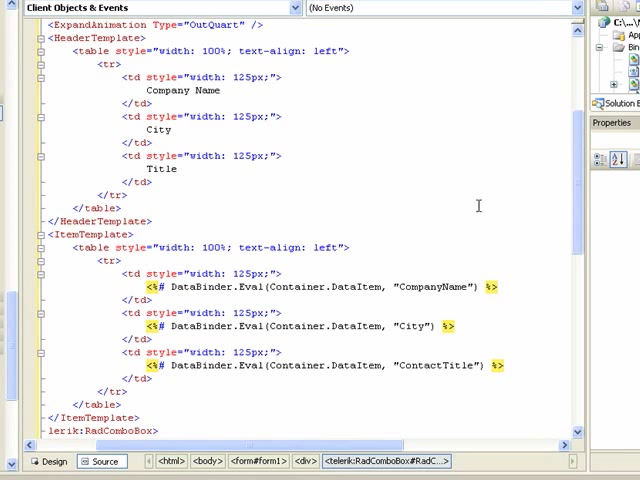 Client Objects & Events
(No Events)
<ExpandAnimation Type="OutQuart" />
<HeaderTemplate>
<table style="width: 100%; text-align: left">
<tr>
<td style="width: 125px;">
Company Name
</td>
<td style="width: 125px;">
City
</td>
<td style="width: 125px;">
Title
</td>
</tr>
</table>
</HeaderTemplate>
<ItemTemplate>
<table style="width: 100%; text-align: left">
<tr>
<td style="width: 125px;">
<%# DataBinder.Eval(Container.DataItem, "CompanyName") %>
</td>
<td style="width: 125px;">
<%# DataBinder.Eval(Container.DataItem, "City") %>
</td>
<td style="width: 125px;">
<%# DataBinder.Eval(Container.DataItem, "ContactTitle") %>
</td>
</tr>
</table>
</ItemTemplate>
lerik:RadComboBox>
Design
Source
<html>
<body>
<form#form1>
<div>
<telerik:RadComboBox#RadC...>
C:\...\
App
Bin
Solution E
Properties